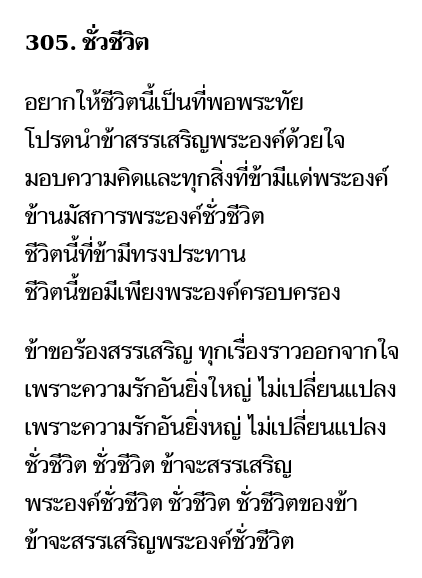 305. ชั่วชีวิต
อยากให้ชีวิตนี้เป็นที่พอพระทัย
โปรดนำข้าสรรเสริญพระองค์ด้วยใจ
มอบความคิดและทุกสิ่งที่ข้ามีแด่พระองค์
ข้านมัสการพระองค์ชั่วชีวิต
ชีวิตนี้ที่ข้ามีทรงประทาน
ชีวิตนี้ขอมีเพียงพระองค์ครอบครอง
ข้าขอร้องสรรเสริญ ทุกเรื่องราวออกจากใจ
เพราะความรักอันยิ่งใหญ่ ไม่เปลี่ยนแปลง
เพราะความรักอันยิ่งหญ่ ไม่เปลี่ยนแปลง
ชั่วชีวิต ชั่วชีวิต ข้าจะสรรเสริญ
พระองค์ชั่วชีวิต ชั่วชีวิต ชั่วชีวิตของข้า
ข้าจะสรรเสริญพระองค์ชั่วชีวิต